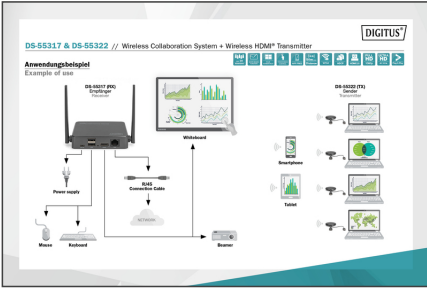 DIGITUS®
DS-55317 & DS-55322 // Wireless Collaboration System + Wireless HDMI® Transmitter
Anwendungsbeispiel
Example of use
DS-55317 (RX)
Empfänger
Receiver
DS-55322 (TX)
Sender
Transmitter
Whiteboard
Smartphone
Power supply
RJ45
Connection Cable
Tablet
NETWORK
Mouse
Keyboard
Beamer